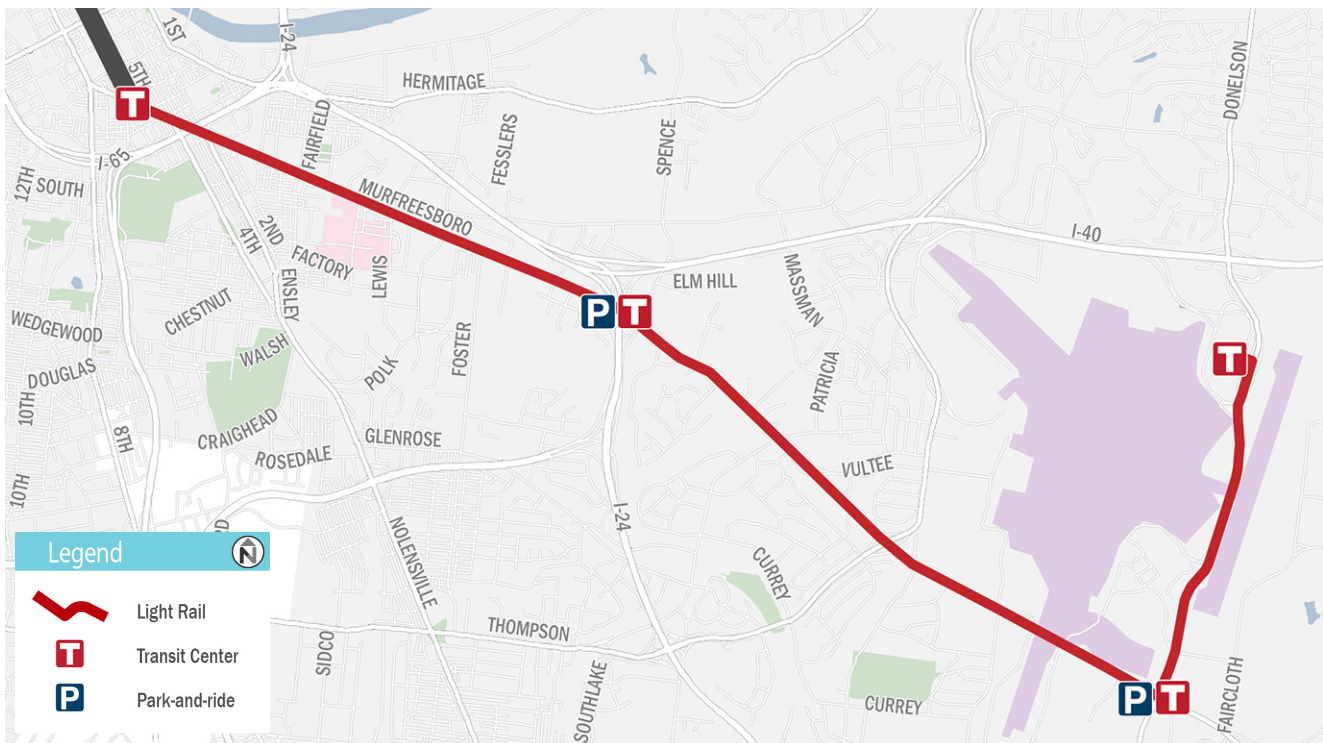 1ST
I-24
5TH
T
HERMITAGE
DONELSON
FAIRFIELD
FESSLERS
SPENCE
I-65
12TH
SOUTH
MURFREESBORO
2ND
4TH
I-40
FACTORY
LEWIS
ENSLEY
ELM HILL
MASSMAN
CHESTNUT
P T
WEDGEWOOD
WALSH
FOSTER
POLK
PATRICIA
T
DOUGLAS
10TH
8TH
CRAIGHEAD
GLENROSE
ROSEDALE
VULTEE
10TH
I-24
RD
NOLENSVILLE
CURREY
THOMPSON
SIDCO
SOUTHLAKE
CURREY
FAIRCLOTH
P T
Legend
N
Light Rail
T Transit Center
P Park-and-ride